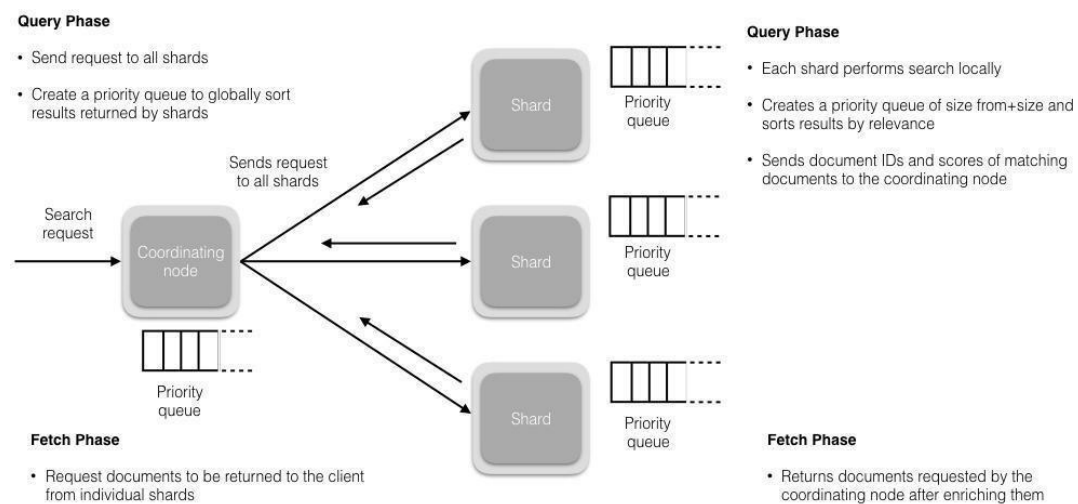 Query Phase
• Send request to all shards
• Create a priority queue to globally sort
results returned by shards
Sends request
to all shards
Search
request
Coordinating
node
Priority
queue
Fetch Phase
• Request documents to be returned to the client
from individual shards
Shard
Priority
queue
Shard
Priority
queue
Shard
Priority
queue
Query Phase
• Each shard performs search locally
• Creates a priority queue of size from+size and
sorts results by relevance
• Sends document IDs and scores of matching
documents to the coordinating node
Fetch Phase
• Returns documents requested by the
coordinating node after enriching them